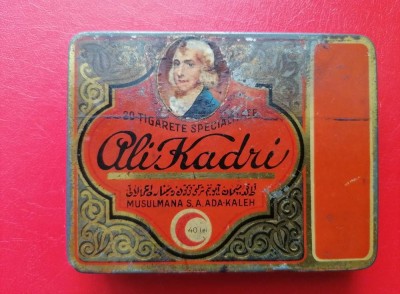 20 TIGARETE SPECIALITATE
Ali Kadri
MUSULMANA S.A. ADA-KALEH
40 Lei